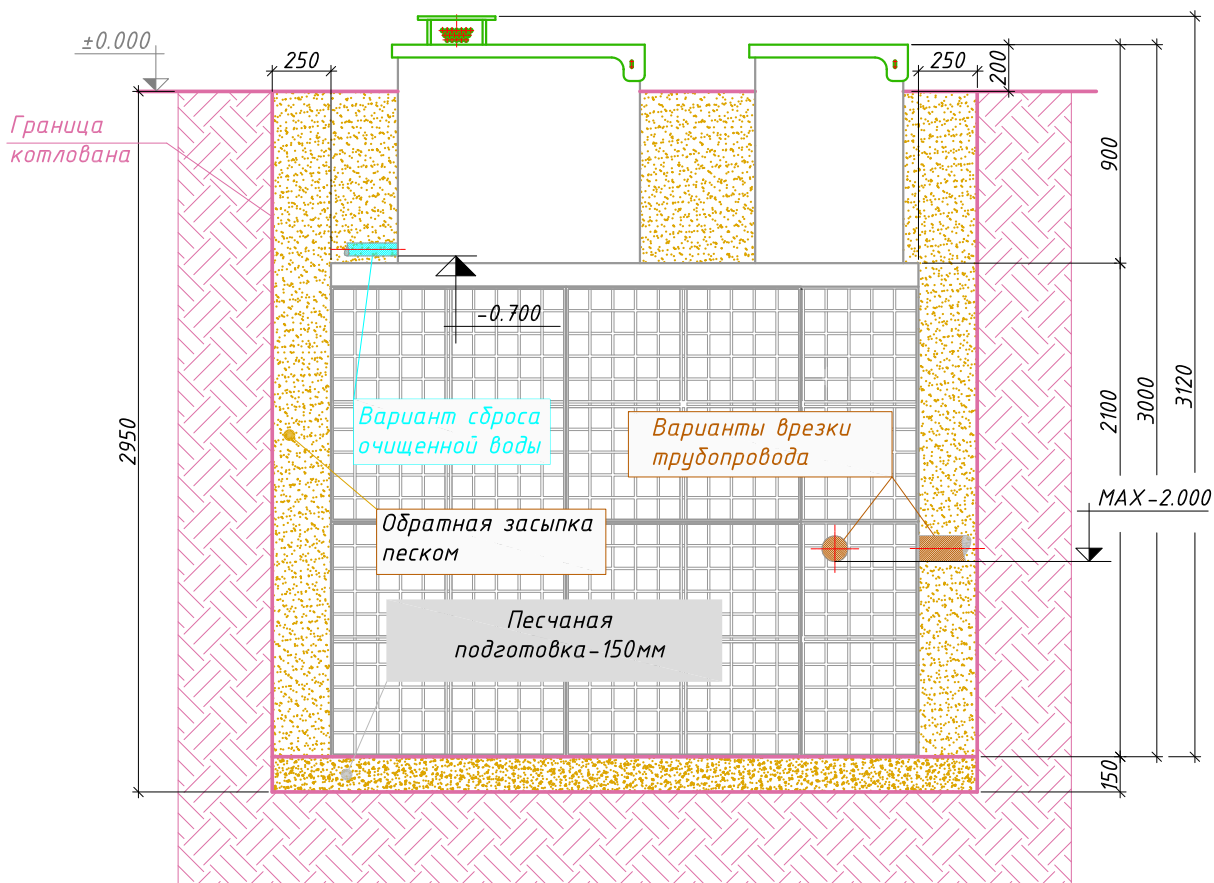 ±0.000
250
250
200
Граница
котлована
900
-0.700
2950
Вариант сброса
очищенной воды
Варианты врезки
трубопровода
2100
3000
3120
MAX-2.000
Обратная засыпка
песком
Песчаная
подготовка-150мм
150